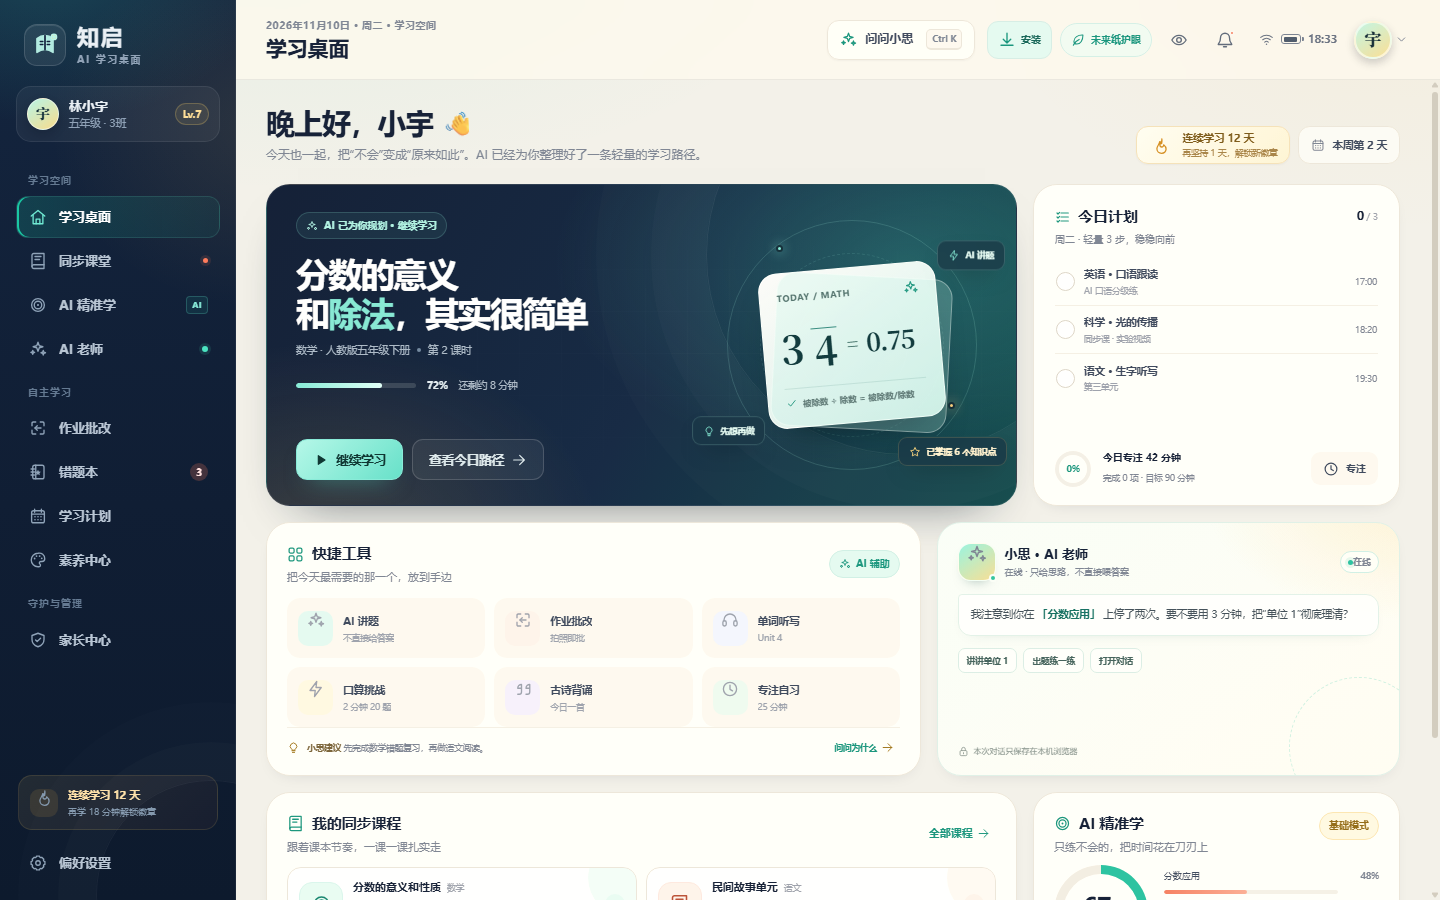 知启
AI 学习桌面
宇
林小宇
五年级 · 3班
Lv.7
学习空间
学习桌面
同步课堂
AI 精准学
AI
AI 老师
自主学习
作业批改
错题本
3
学习计划
素养中心
守护与管理
家长中心
连续学习 12 天
再学 18 分钟解锁徽章
偏好设置
2026年11月10日 • 周二 • 学习空间
学习桌面
问问小思
Ctrl K
安装
未来纸护眼
18:33
宇
晚上好，小宇 👋
今天也一起，把“不会”变成“原来如此”。AI 已经为你整理好了一条轻量的学习路径。
连续学习 12 天
再坚持 1 天，解锁新徽章
本周第 2 天
AI 已为你规划 • 继续学习
分数的意义
和除法，其实很简单
数学 · 人教版五年级下册 • 第 2 课时
72%
还剩约 8 分钟
继续学习
查看今日路径
AI 讲题
TODAY / MATH
3 4 = 0.75
被除数 ÷ 除数 = 被除数/除数
先想再做
已掌握 6 个知识点
今日计划
0 / 3
周二 · 轻量 3 步，稳稳向前
英语 • 口语跟读
AI 口语分级练
17:00
科学 • 光的传播
同步课 · 实验视频
18:20
语文 • 生字听写
第三单元
19:30
0%
今日专注 42 分钟
完成 0 项 · 目标 90 分钟
专注
快捷工具
把今天最需要的那一个，放到手边
AI 辅助
AI 讲题
不直接给答案
作业批改
拍照即批
单词听写
Unit 4
口算挑战
2 分钟 20 题
古诗背诵
今日一首
专注自习
25 分钟
小思建议 先完成数学错题复习，再做语文阅读。
问问为什么
小思 • AI 老师
在线 · 只给思路，不直接喂答案
在线
我注意到你在「分数应用」上停了两次。要不要用 3 分钟，把“单位 1”彻底理清？
讲讲单位 1
出题练一练
打开对话
本次对话只保存在本机浏览器
我的同步课程
跟着课本节奏，一课一课扎实走
全部课程
分数的意义和性质 数学
民间故事单元 语文
AI 精准学
只练不会的，把时间花在刀刃上
基础模式
分数应用
48%